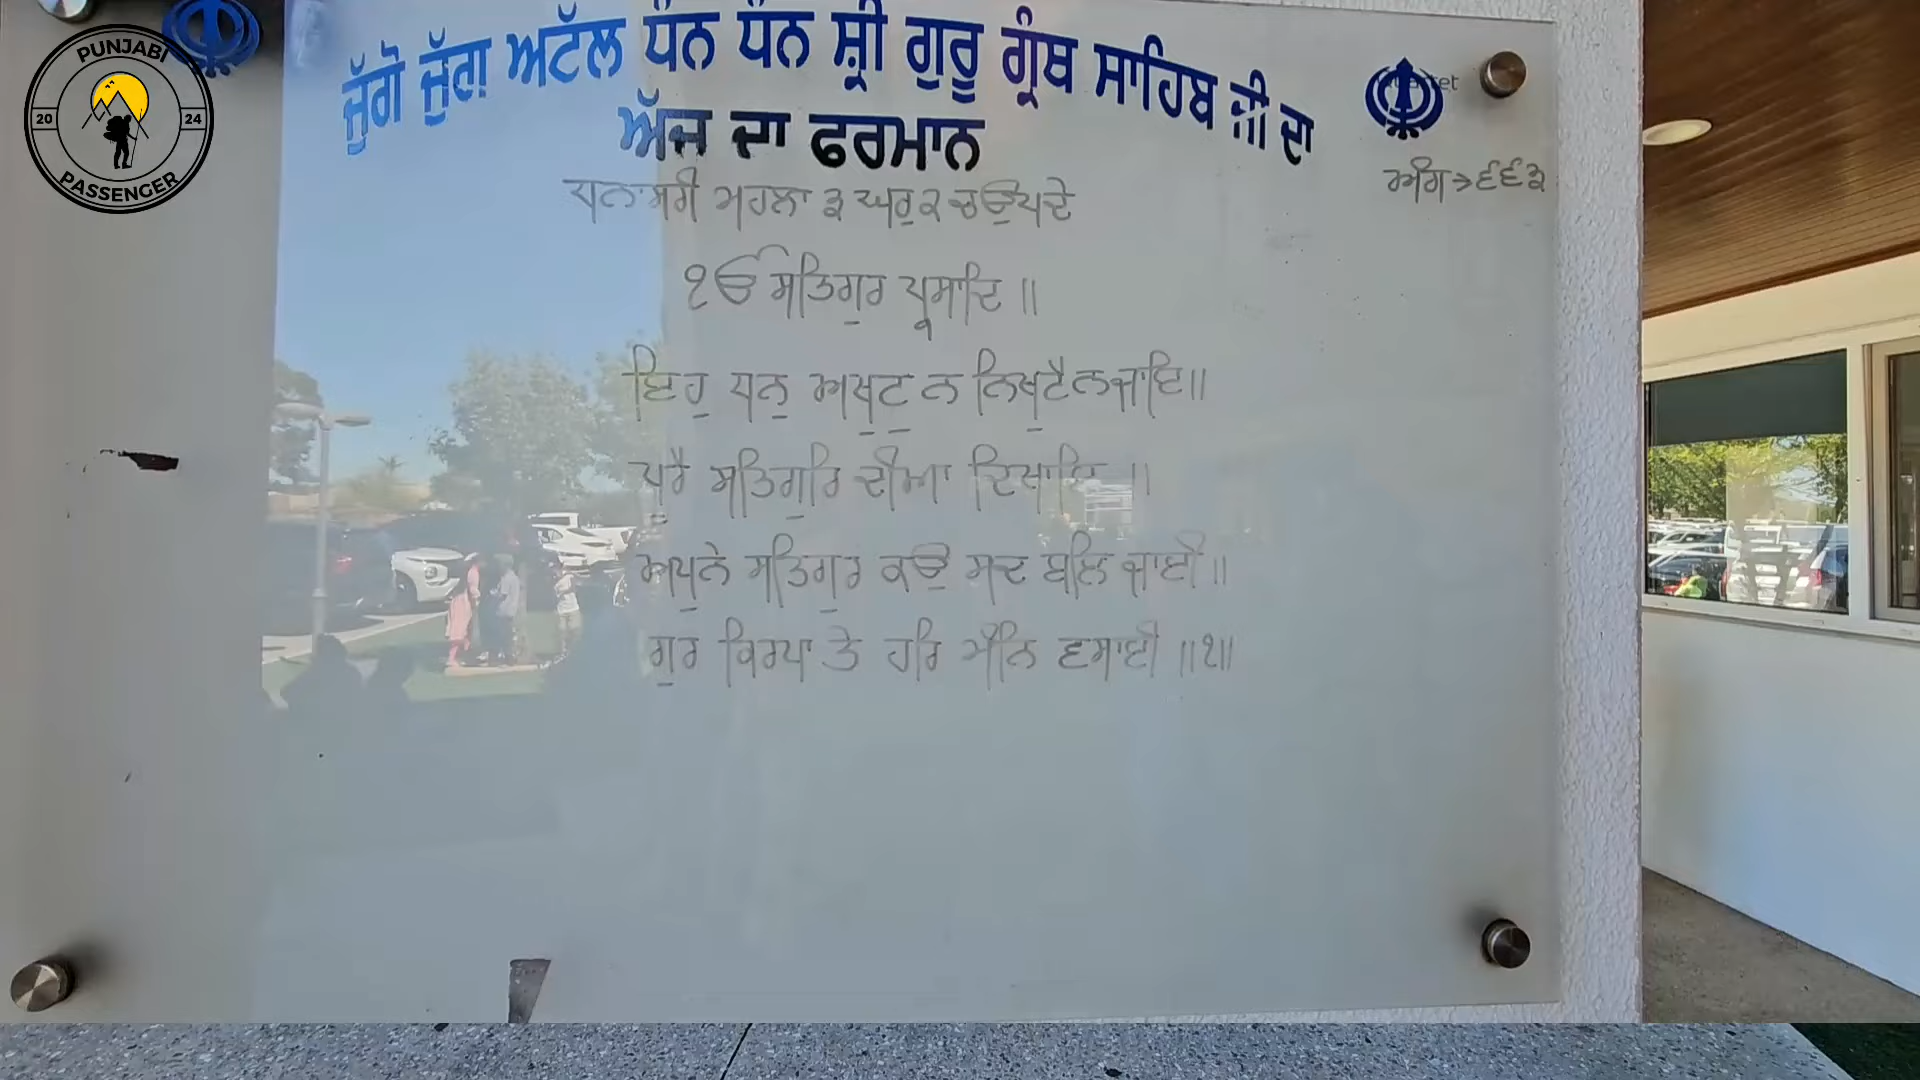 PUNJABI
20 24
PASSENGER
ਜੁੱਗੋ ਜੁੱਗ ਅਟੱਲ ਧੰਨ ਧੰਨ ਸ਼੍ਰੀ ਗੁਰੂ ਗ੍ਰੰਥ ਸਾਹਿਬ ਜੀ ਦਾ
ਅੱਜ ਦਾ ਫਰਮਾਨ
ਅੰਗ→੬੬੩
ਧਨਾਸਰੀ ਮਹਲਾ ੩ ਘਰੁ ੨ ਚਉਪਦੇ
ੴ ਸਤਿਗੁਰ ਪ੍ਰਸਾਦਿ ॥
ਇਹੁ ਧਨੁ ਅਖੁਟੁ ਨ ਨਿਖੁਟੈ ਨ ਜਾਇ॥
ਪੂਰੈ ਸਤਿਗੁਰਿ ਦੀਆ ਦਿਖਾਇ ॥
ਅਪੁਨੇ ਸਤਿਗੁਰ ਕਉ ਸਦ ਬਲਿ ਜਾਈ॥
ਗੁਰ ਕਿਰਪਾ ਤੇ ਹਰਿ ਮੰਨਿ ਵਸਾਈ ॥੧॥